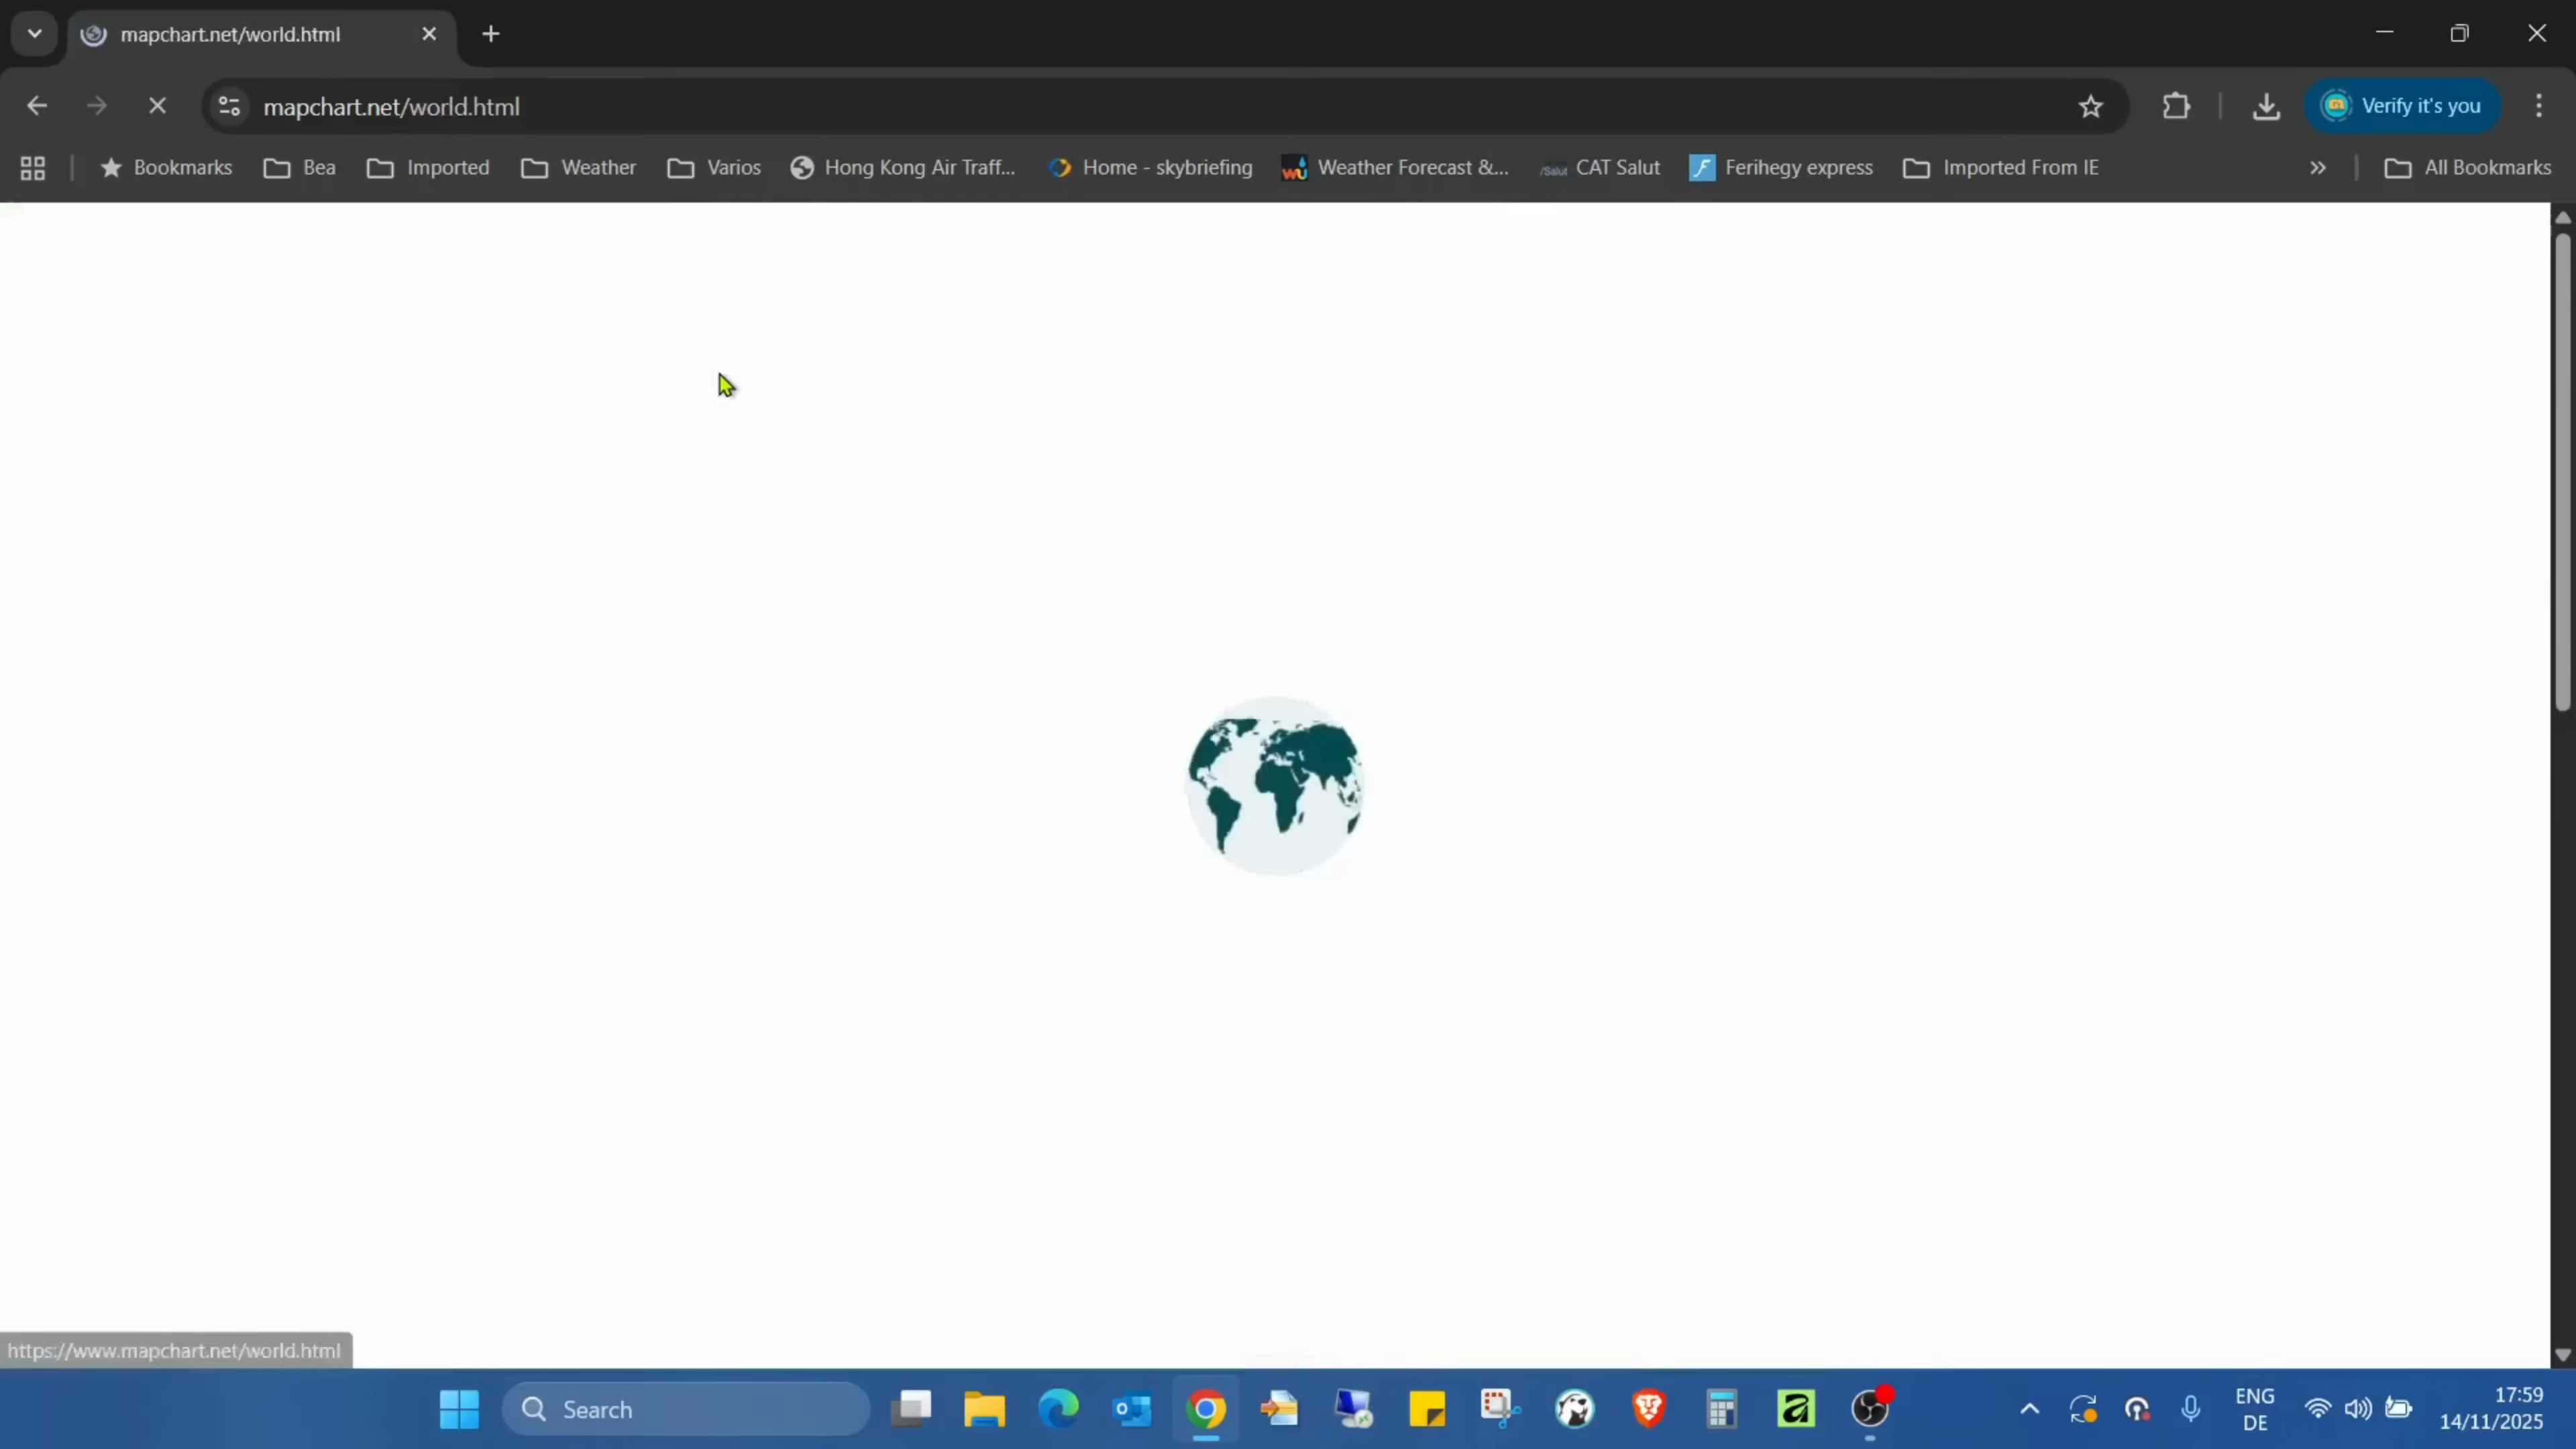 mapchart.net/world.html
mapchart.net/world.html
Verify it's you
Bookmarks
Bea
Imported
Weather
Varios
Hong Kong Air Traff...
Home - skybriefing
Weather Forecast &...
/Salut
CAT Salut
Ferihegy express
Imported From IE
All Bookmarks
https://www.mapchart.net/world.html
Search
ENG
DE
17:59
14/11/2025